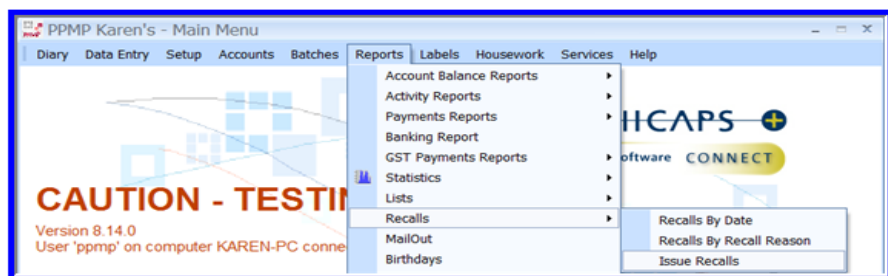 PPMP Karen's - Main Menu
Diary Data Entry Setup Accounts Batches Reports Labels Housework Services Help
Account Balance Reports
Activity Reports
Payments Reports
Banking Report
GST Payments Reports
Statistics
Lists
Recalls
MailOut
Birthdays
Recalls By Date
Recalls By Recall Reason
Issue Recalls
HICAPS
oftware CONNECT
CAUTION - TESTIN
Version 8.14.0
User 'ppmp' on computer KAREN-PC conne